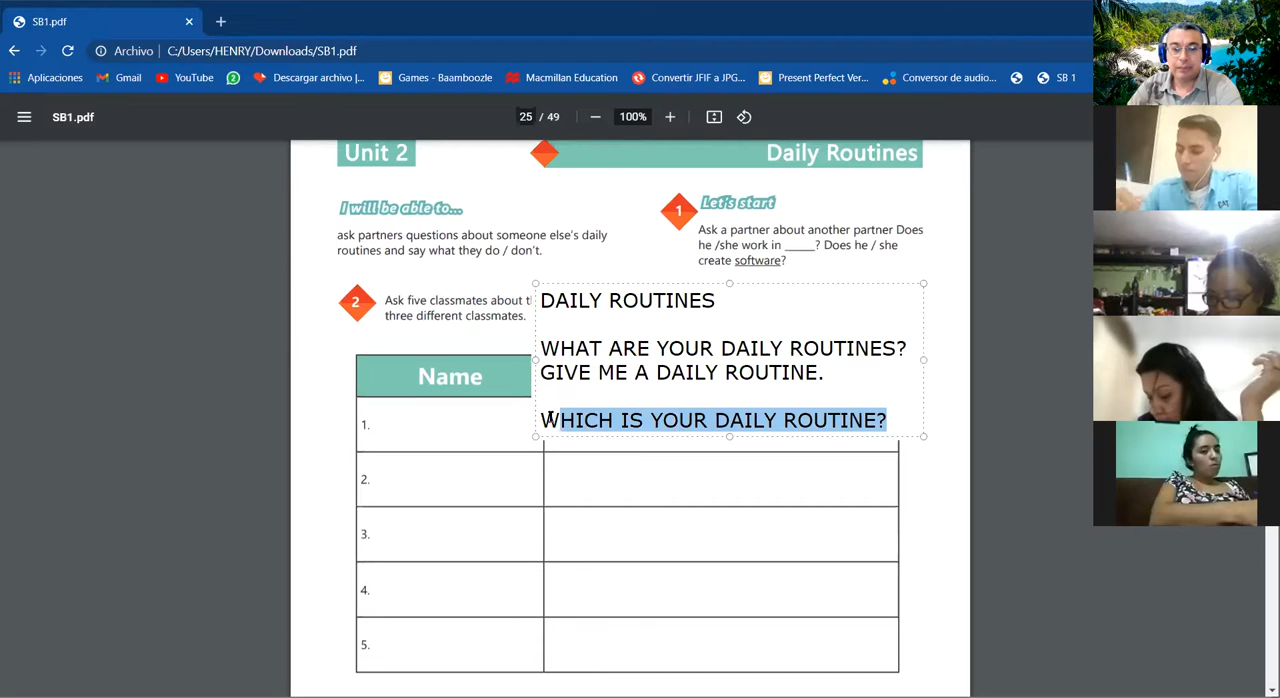 SB1.pdf
Archivo
C:/Users/HENRY/Downloads/SB1.pdf
Aplicaciones
Gmail
YouTube
2
Descargar archivo |...
Games - Baamboozle
Macmillan Education
Convertir JFIF a JPG...
Present Perfect Ver...
Conversor de audio...
SB 1
SB1.pdf
25 / 49
100%
Unit 2
Daily Routines
I will be able to...
ask partners questions about someone else's daily
routines and say what they do / don't.
1
Let's start
Ask a partner about another partner Does
he /she work in _____? Does he / she
create software?
2
Ask five classmates about t
three different classmates.
DAILY ROUTINES
WHAT ARE YOUR DAILY ROUTINES?
GIVE ME A DAILY ROUTINE.
WHICH IS YOUR DAILY ROUTINE?
Name
1.
2.
3.
4.
5.